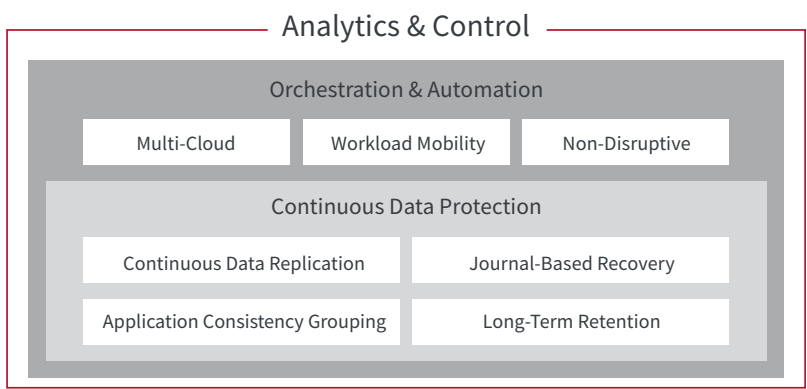 Analytics & Control
Orchestration & Automation
Multi-Cloud
Workload Mobility
Non-Disruptive
Continuous Data Protection
Continuous Data Replication
Journal-Based Recovery
Application Consistency Grouping
Long-Term Retention